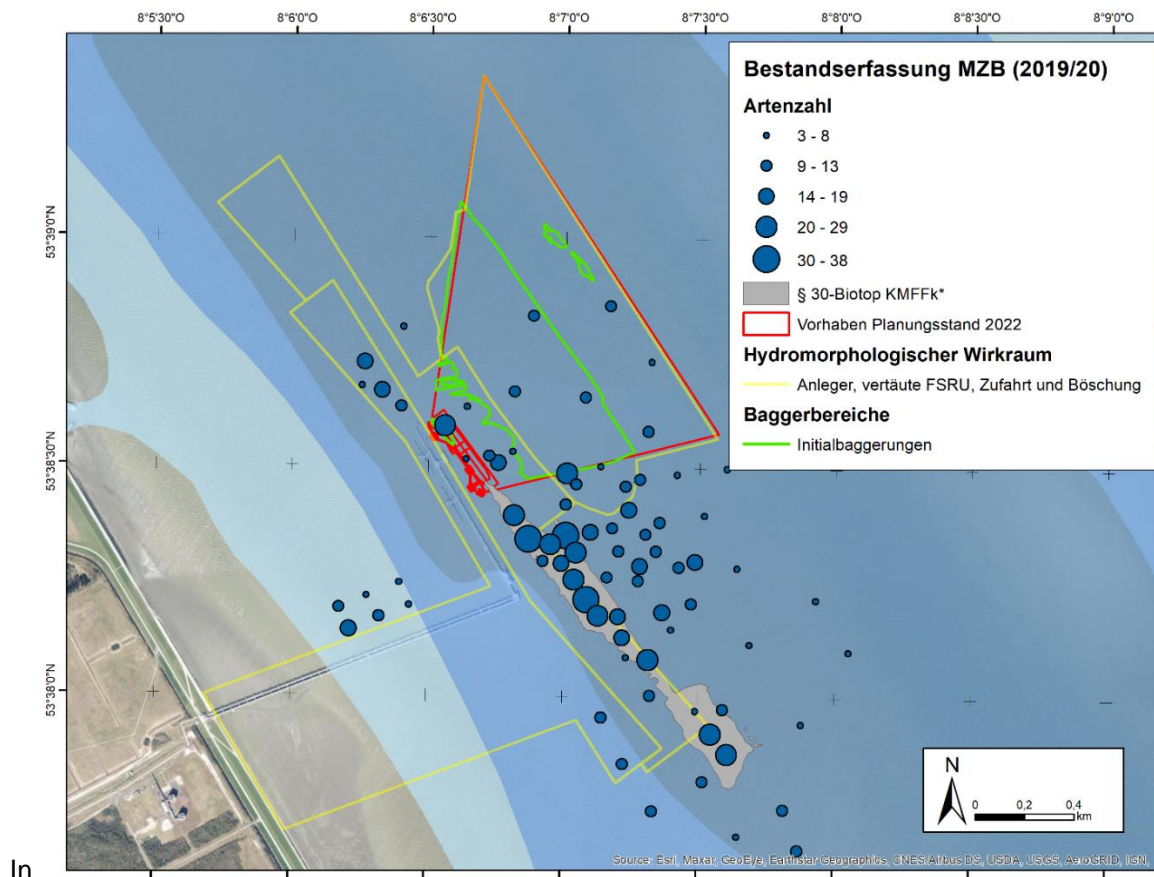 8°5'30"O 8°6'0"O 8°6'30"O 8°7'0"O 8°7'30"O 8°8'0"O 8°8'30"O 8°9'0"O
53°39'0"N
53°38'30"N
53°38'0"N
Bestandserfassung MZB (2019/20)
Artenzahl
3 - 8
9 - 13
14 - 19
20 - 29
30 - 38
§ 30-Biotop KMFFk*
Vorhaben Planungsstand 2022
Hydromorphologischer Wirkraum
Anleger, vertäute FSRU, Zufahrt und Böschung
Baggerbereiche
Initialbaggerungen
N
0 0,2 0,4
km
Source: Esri, Maxar, GeoEye, Earthstar Geographics, CNES/Airbus DS, USDA, USGS, AeroGRID, IGN,
In